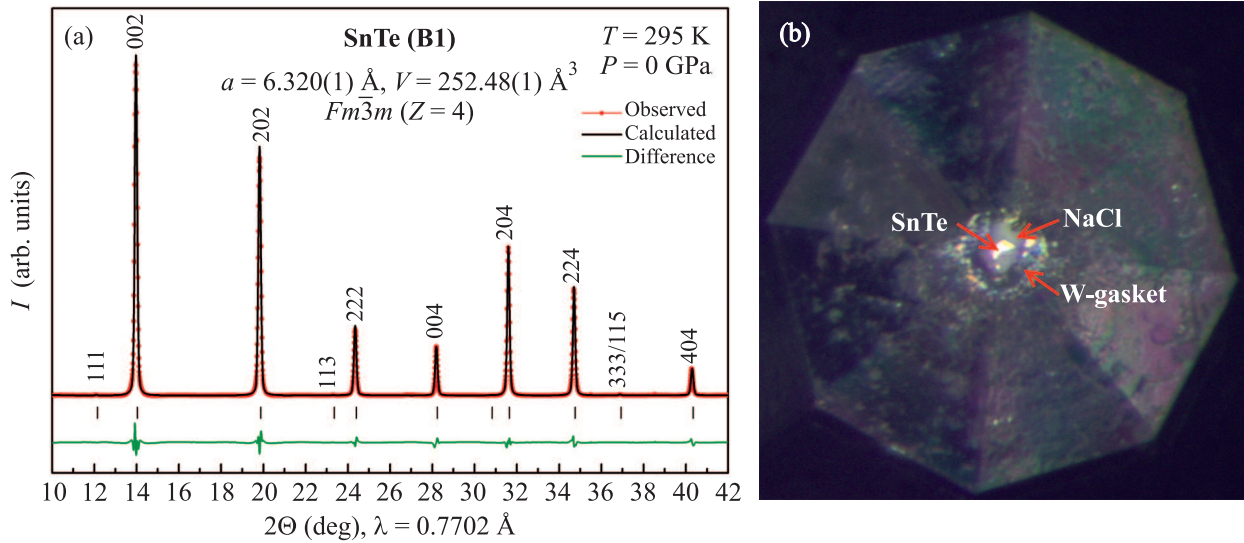 (a)
SnTe (B1)
T = 295 K
P = 0 GPa
a = 6.320(1) Å, V = 252.48(1) Å³
Fm3̅m (Z = 4)
Observed
Calculated
Difference
111
002
202
113
222
004
204
224
333/115
404
I (arb. units)
10 12 14 16 18 20 22 24 26 28 30 32 34 36 38 40 42
2Θ (deg), λ = 0.7702 Å
(b)
SnTe
NaCl
W-gasket